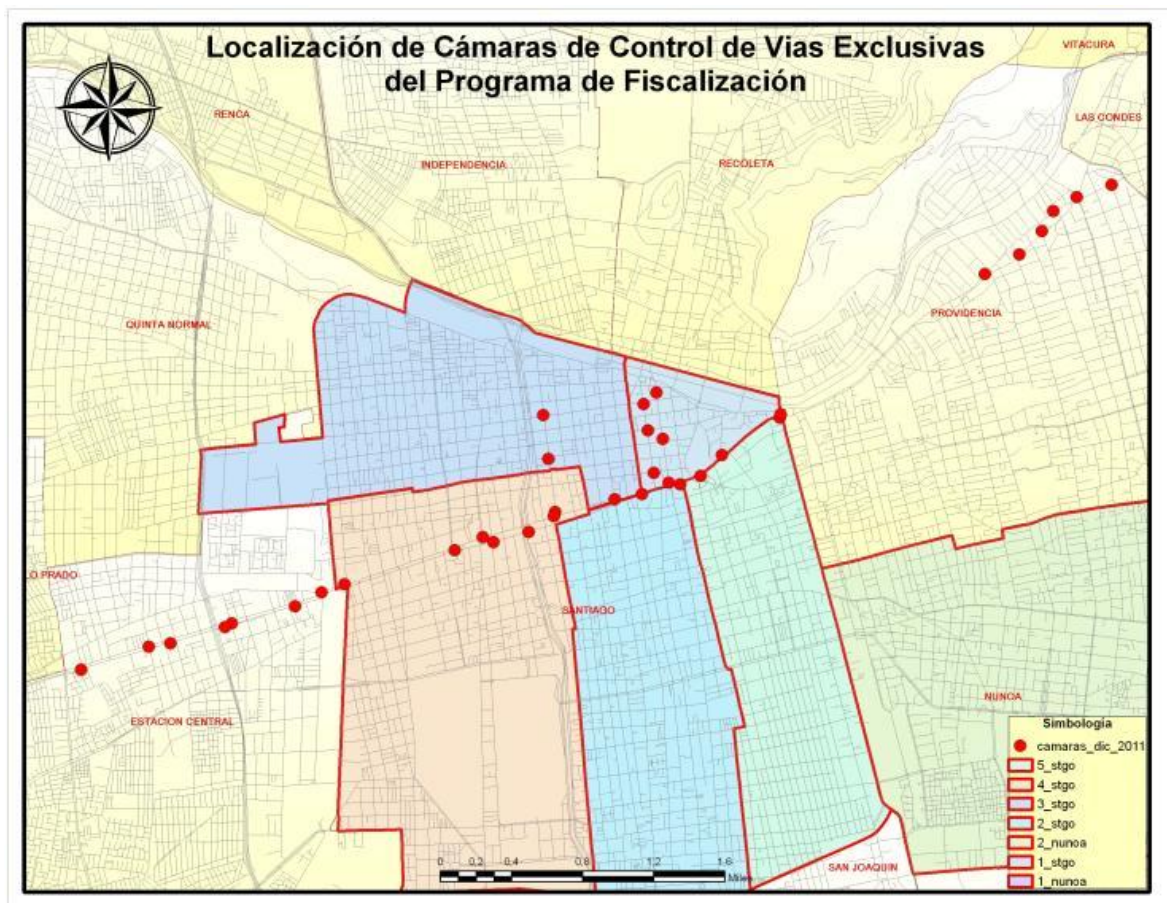 Localización de Cámaras de Control de Vias Exclusivas
del Programa de Fiscalización
VITACURA
LAS CONDES
RENCA
INDEPENDENCIA
RECOLETA
QUINTA NORMAL
PROVIDENCIA
LO PRADO
SANTIAGO
ESTACION CENTRAL
NUNOA
SAN JOAQUIN
Simbología
camaras_dic_2011
5_stgo
4_stgo
3_stgo
2_stgo
2_nunoa
1_stgo
1_nunoa
0 0,2 0,4 0,8 1,2 1,6
Miles